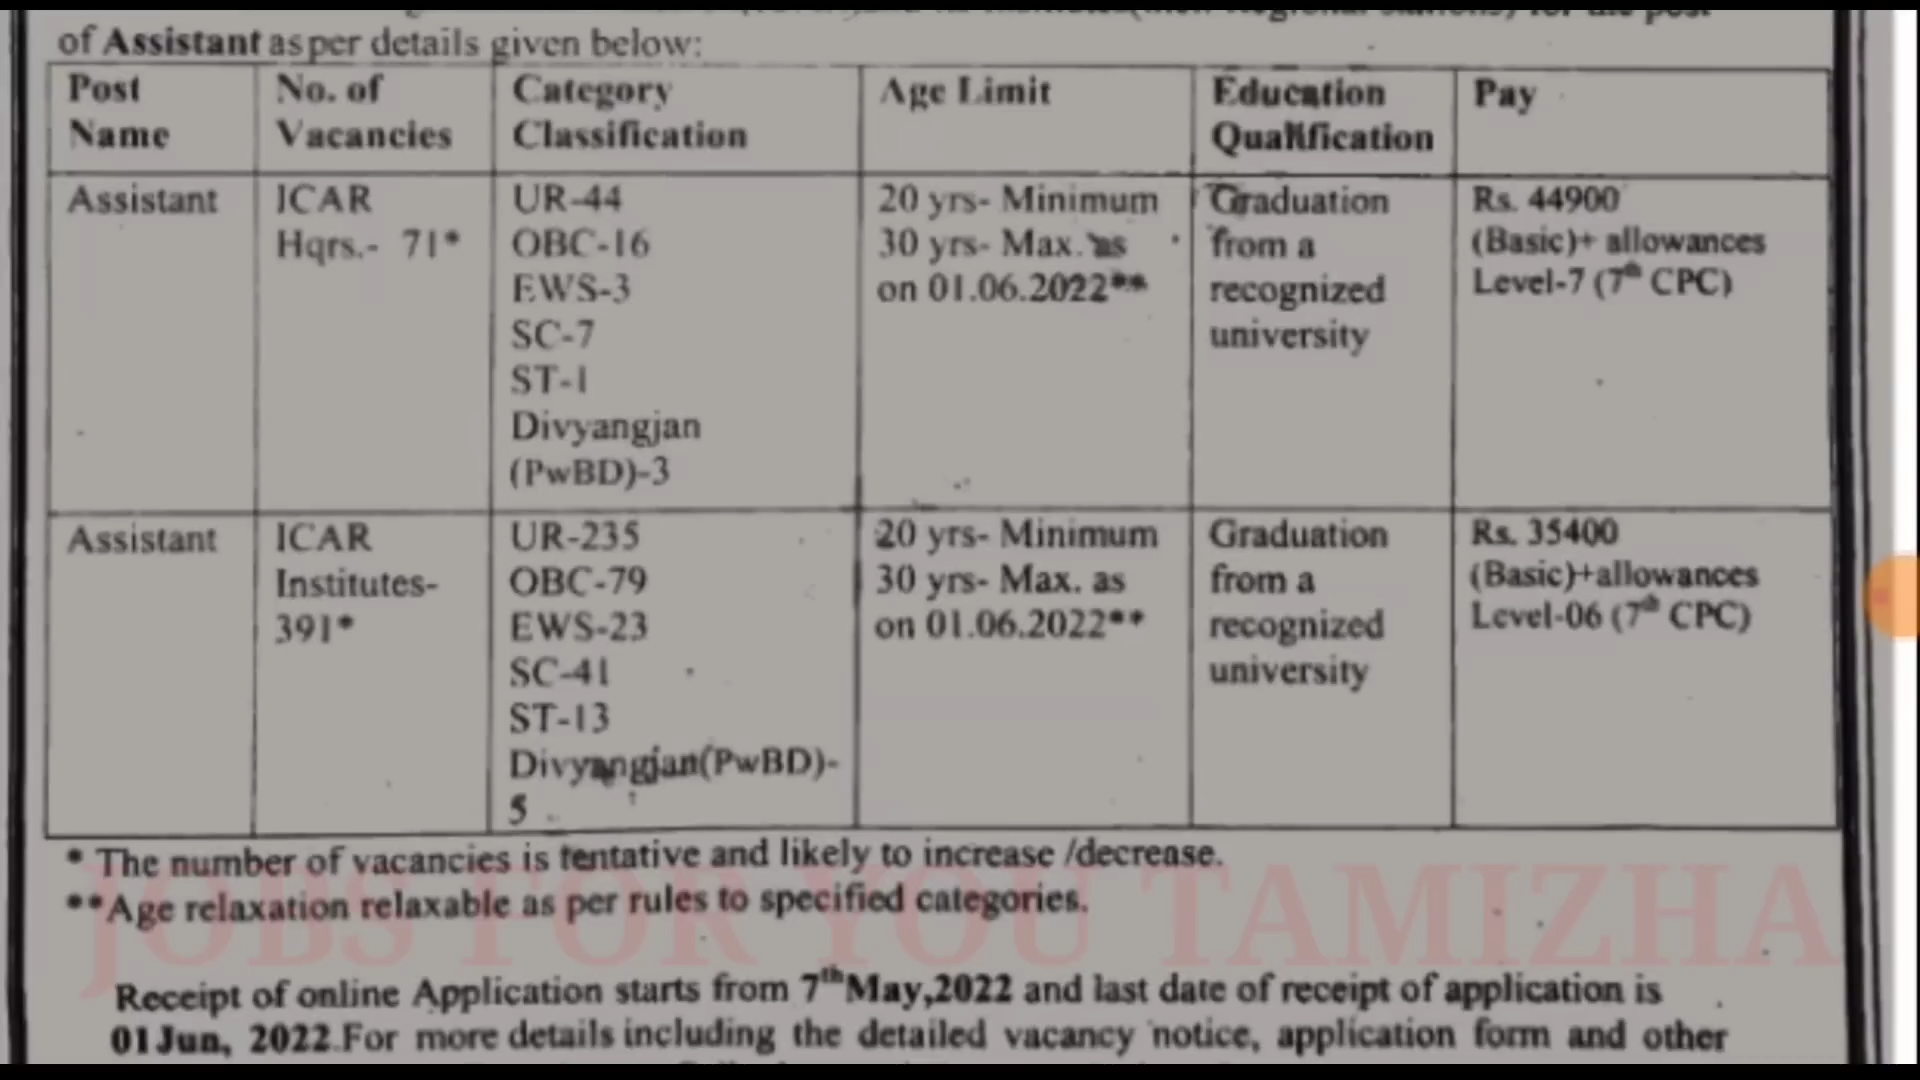 of Assistant as per details given below:
Post Name | No. of Vacancies | Category Classification | Age Limit | Education Qualification | Pay
Assistant
ICAR
Hqrs.- 71*
UR-44
OBC-16
EWS-3
SC-7
ST-1
Divyangjan
(PwBD)-3
20 yrs- Minimum
30 yrs- Max. as
on 01.06.2022**
Graduation
from a
recognized
university
Rs. 44900
(Basic)+ allowances
Level-7 (7th CPC)
Assistant
ICAR
Institutes-
391*
UR-235
OBC-79
EWS-23
SC-41
ST-13
Divyangjan(PwBD)-
5
20 yrs- Minimum
30 yrs- Max. as
on 01.06.2022**
Graduation
from a
recognized
university
Rs. 35400
(Basic)+allowances
Level-06 (7th CPC)
* The number of vacancies is tentative and likely to increase /decrease.
**Age relaxation relaxable as per rules to specified categories.
JOBS FOR YOU TAMIZHA
Receipt of online Application starts from 7th May,2022 and last date of receipt of application is
01 Jun, 2022.For more details including the detailed vacancy notice, application form and other